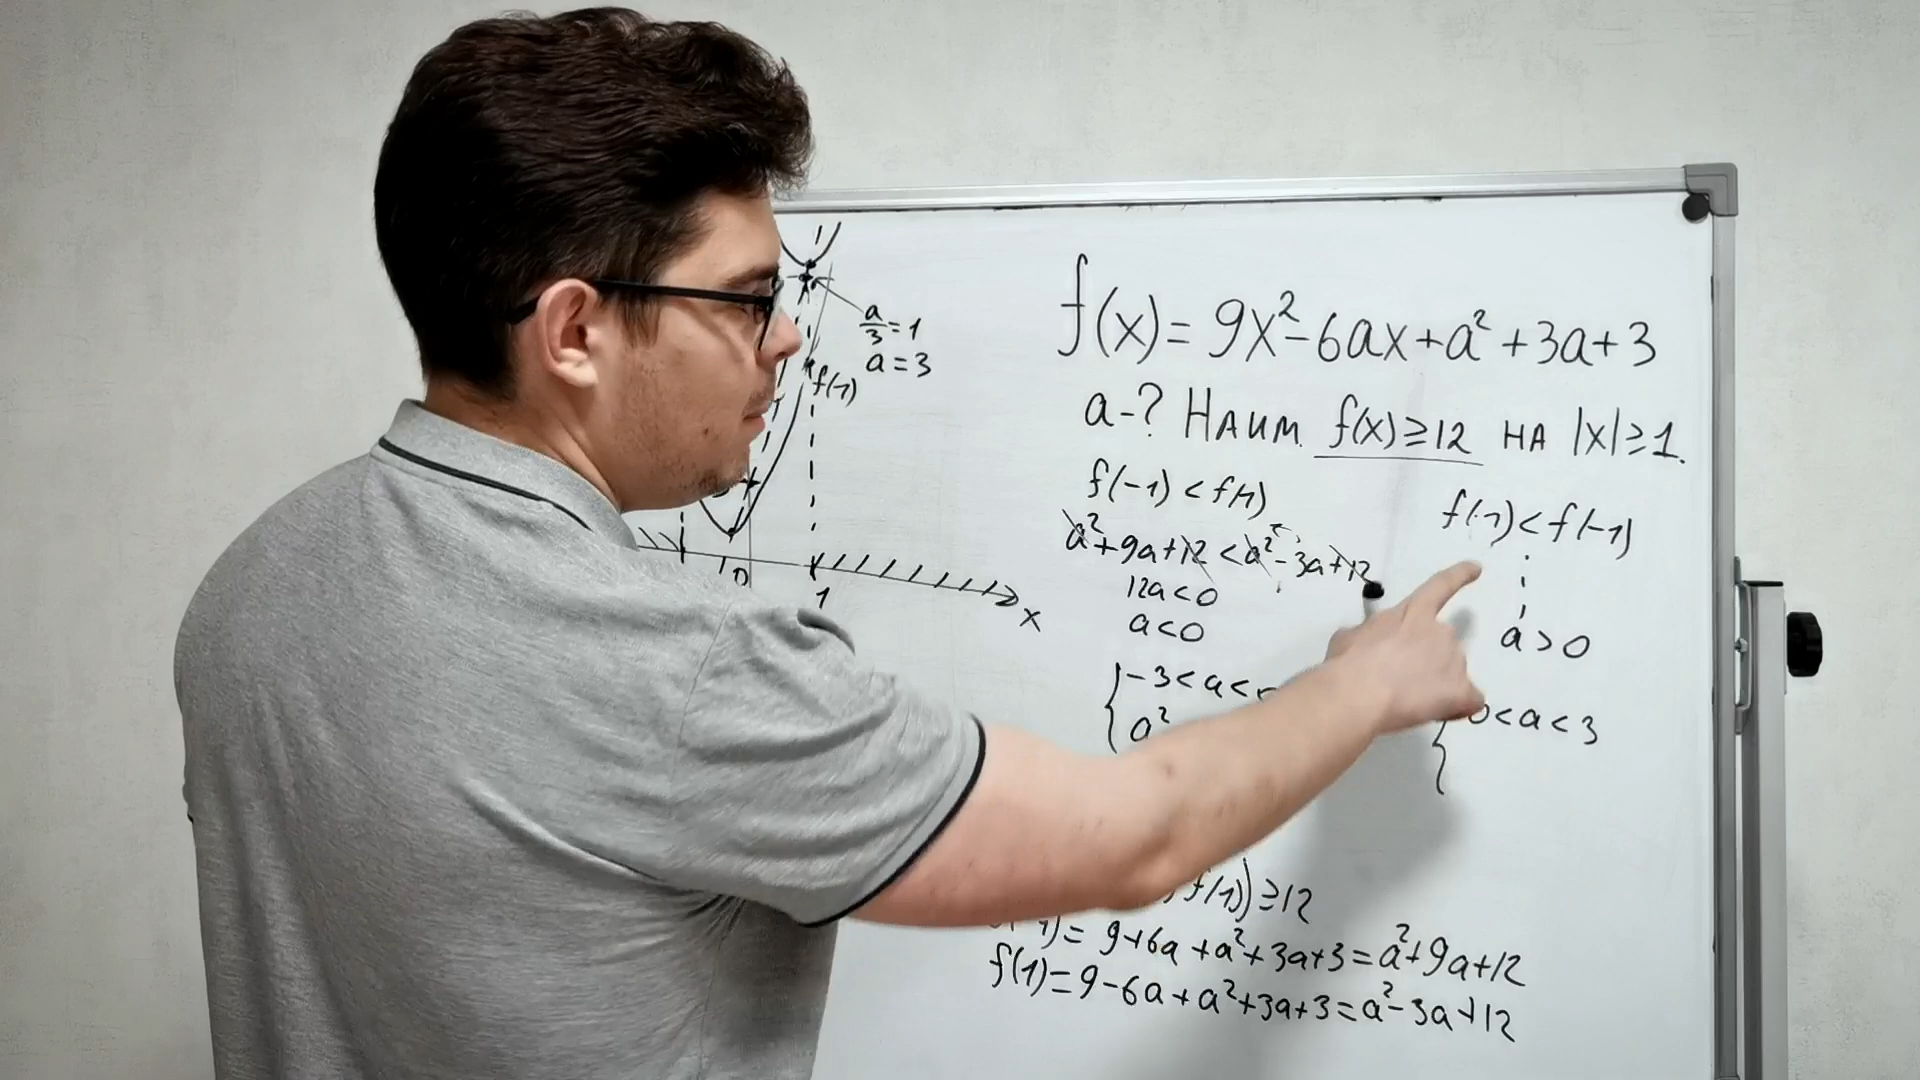 f(x)=9x²-6ax+a²+3a+3
a-? Наим f(x)≥12 на |x|≥1.
f(-1)<f(1)
a²+9a+12<a²-3a+12
12a<0
a<0
-3<a<
a²
f(1)<f(-1)
a>0
0<a<3
f(1))≥12
1)=9+6a+a²+3a+3=a²+9a+12
f(1)=9-6a+a²+3a+3=a²-3a+12
a/3=1
a=3
f(1)
0
1
x